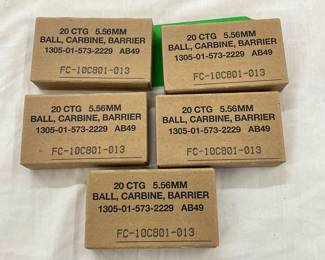 20 CTG 5.56MM
BALL, CARBINE, BARRIER
1305-01-573-2229 AB49
FC-10C801-013
20 CTG 5.56MM
BALL, CARBINE, BARRIER
1305-01-573-2229 AB49
FC-10C801-013
20 CTG 5.56MM
BALL, CARBINE, BARRIER
1305-01-573-2229 AB49
FC-10C801-013
20 CTG 5.56MM
BALL, CARBINE, BARRIER
1305-01-573-2229 AB49
FC-10C801-013
20 CTG 5.56MM
BALL, CARBINE, BARRIER
1305-01-573-2229 AB49
FC-10C801-013